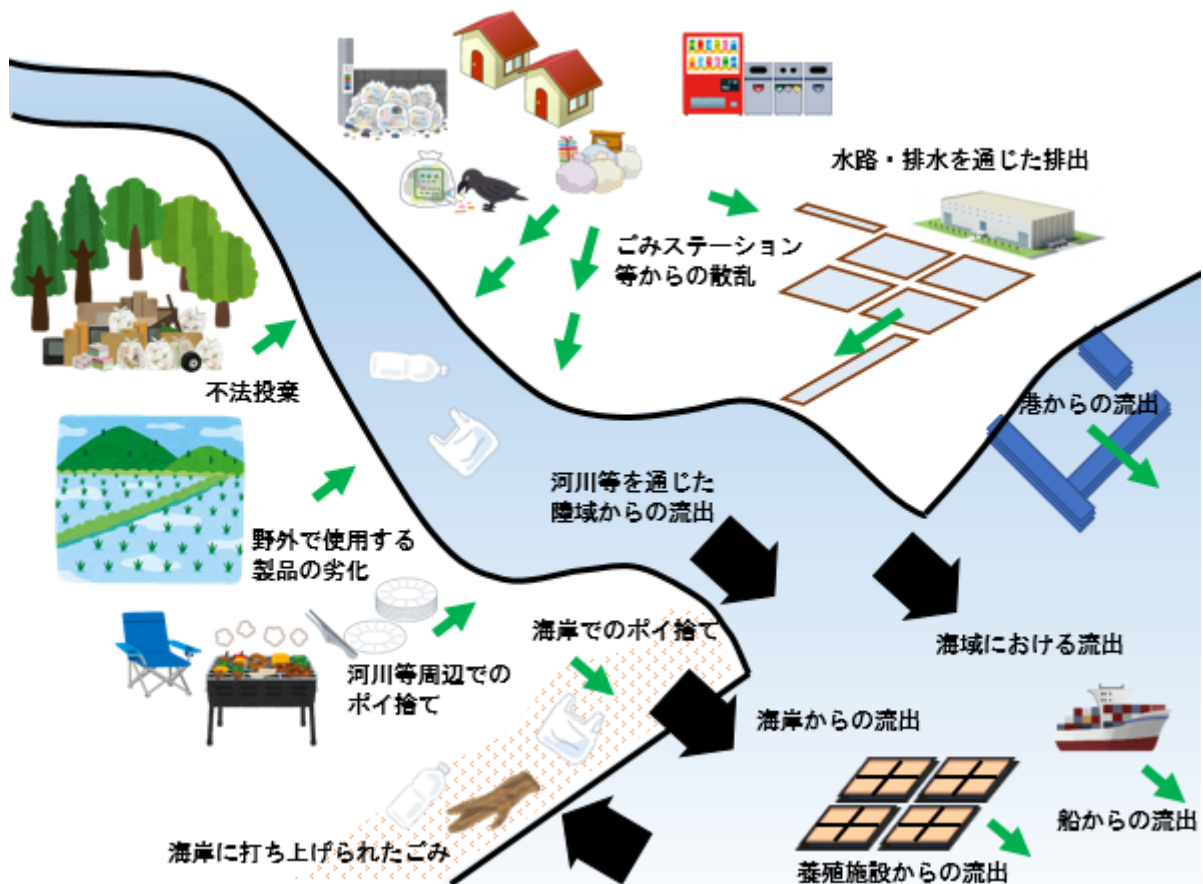 水路・排水を通じた排出
ごみステーション
等からの散乱
不法投棄
港からの流出
河川等を通じた
陸域からの流出
野外で使用する
製品の劣化
海岸でのポイ捨て
海域における流出
河川等周辺での
ポイ捨て
海岸からの流出
船からの流出
海岸に打ち上げられたごみ
養殖施設からの流出